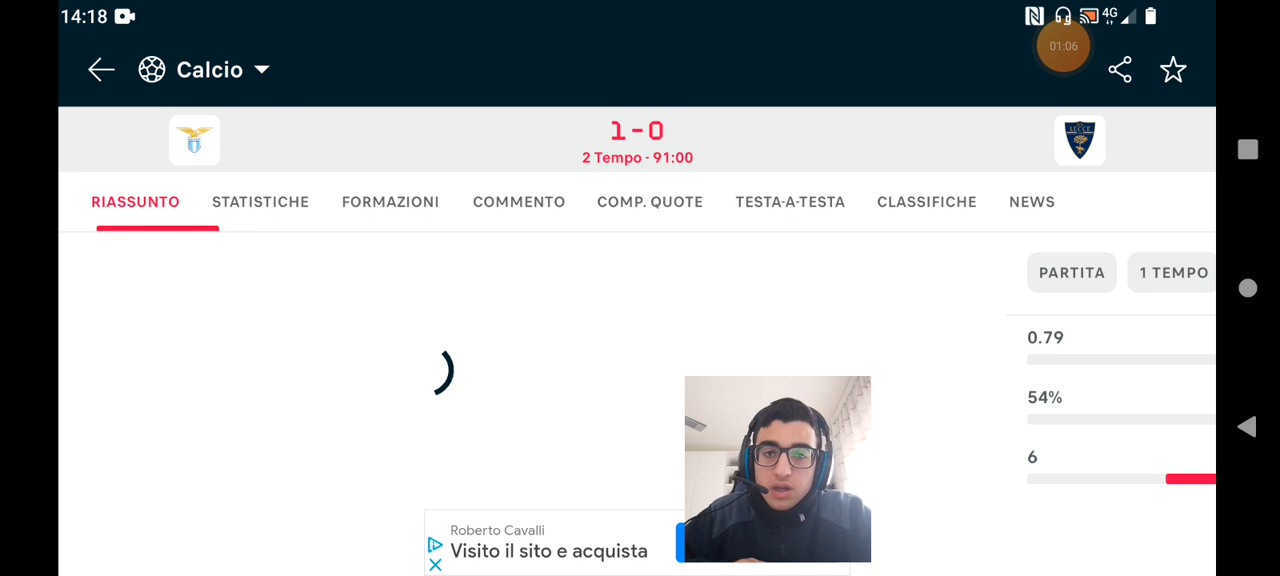 14:18
4G
01:06
Calcio
1-0
2 Tempo - 91:00
LECCE
RIASSUNTO STATISTICHE FORMAZIONI COMMENTO COMP. QUOTE TESTA-A-TESTA CLASSIFICHE NEWS
PARTITA 1 TEMPO
0.79
54%
6
Roberto Cavalli
Visito il sito e acquista